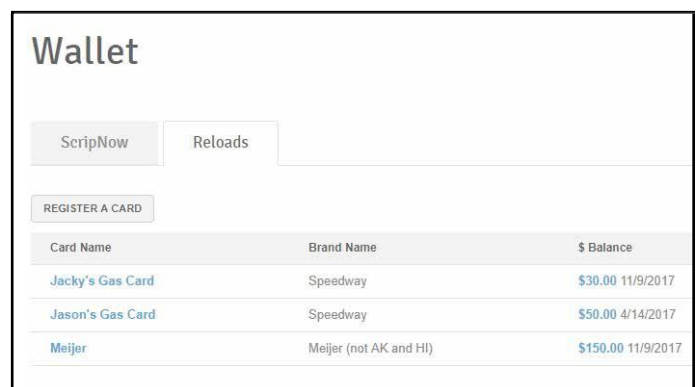 Wallet
ScripNow Reloads
REGISTER A CARD
Card Name Brand Name $ Balance
Jacky's Gas Card Speedway $30.00 11/9/2017
Jason's Gas Card Speedway $50.00 4/14/2017
Meijer Meijer (not AK and HI) $150.00 11/9/2017